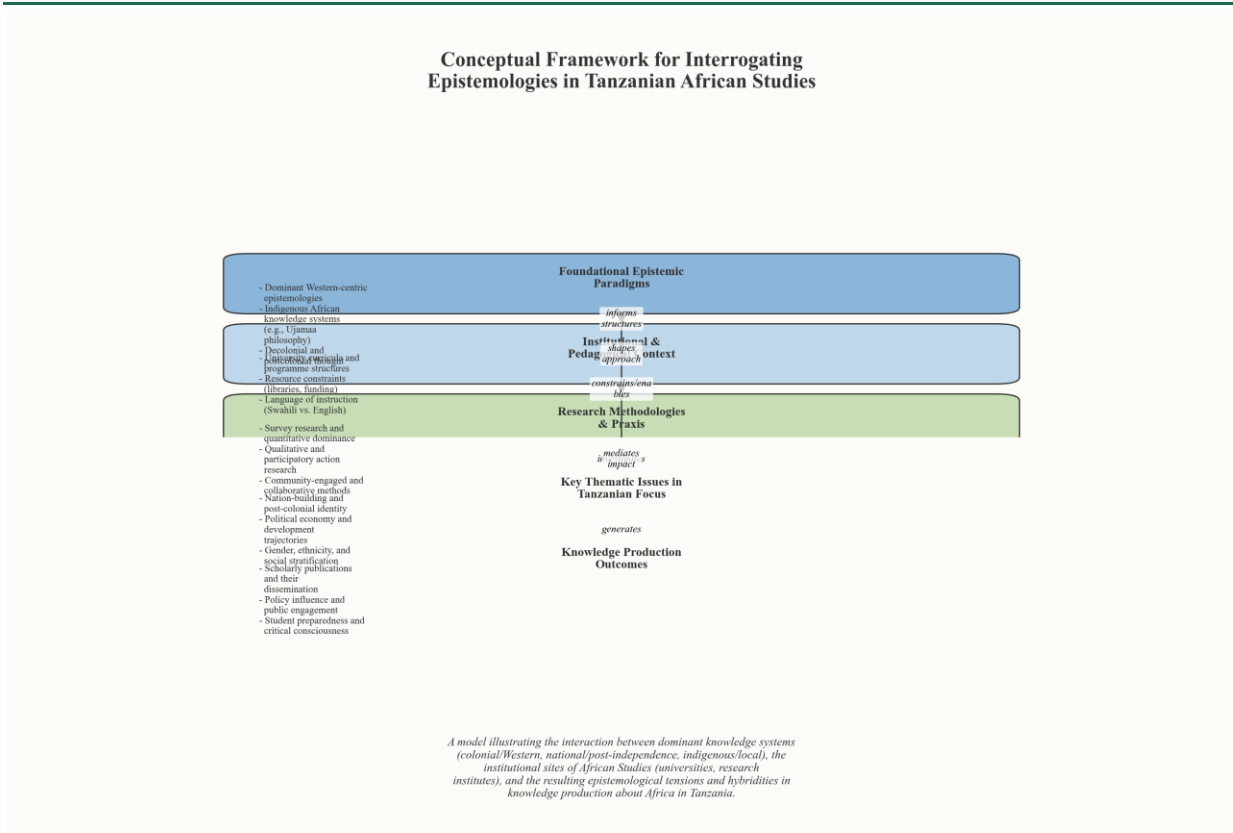 Conceptual Framework for Interrogating
Epistemologies in Tanzanian African Studies
Foundational Epistemic
Paradigms
- Dominant Western-centric
epistemologies
- Indigenous African
knowledge systems
(e.g., Ujamaa
philosophy)
- Decolonial and
informs
structures
Institutional &
Context
shapes
approach
- University curricula and
programme structures
- Resource constraints
(libraries, funding)
- Language of instruction
(Swahili vs. English)
constrains/ena
bles
Research Methodologies
& Praxis
- Survey research and
quantitative dominance
- Qualitative and
participatory action
research
- Community-engaged and
collaborative methods
mediates
impact
Key Thematic Issues in
Tanzanian Focus
- Nation-building and
post-colonial identity
- Political economy and
development
trajectories
- Gender, ethnicity, and
social stratification
generates
Knowledge Production
Outcomes
- Scholarly publications
and their
dissemination
- Policy influence and
public engagement
- Student preparedness and
critical consciousness
A model illustrating the interaction between dominant knowledge systems
(colonial/Western, national/post-independence, indigenous/local), the
institutional sites of African Studies (universities, research
institutes), and the resulting epistemological tensions and hybridities in
knowledge production about Africa in Tanzania.